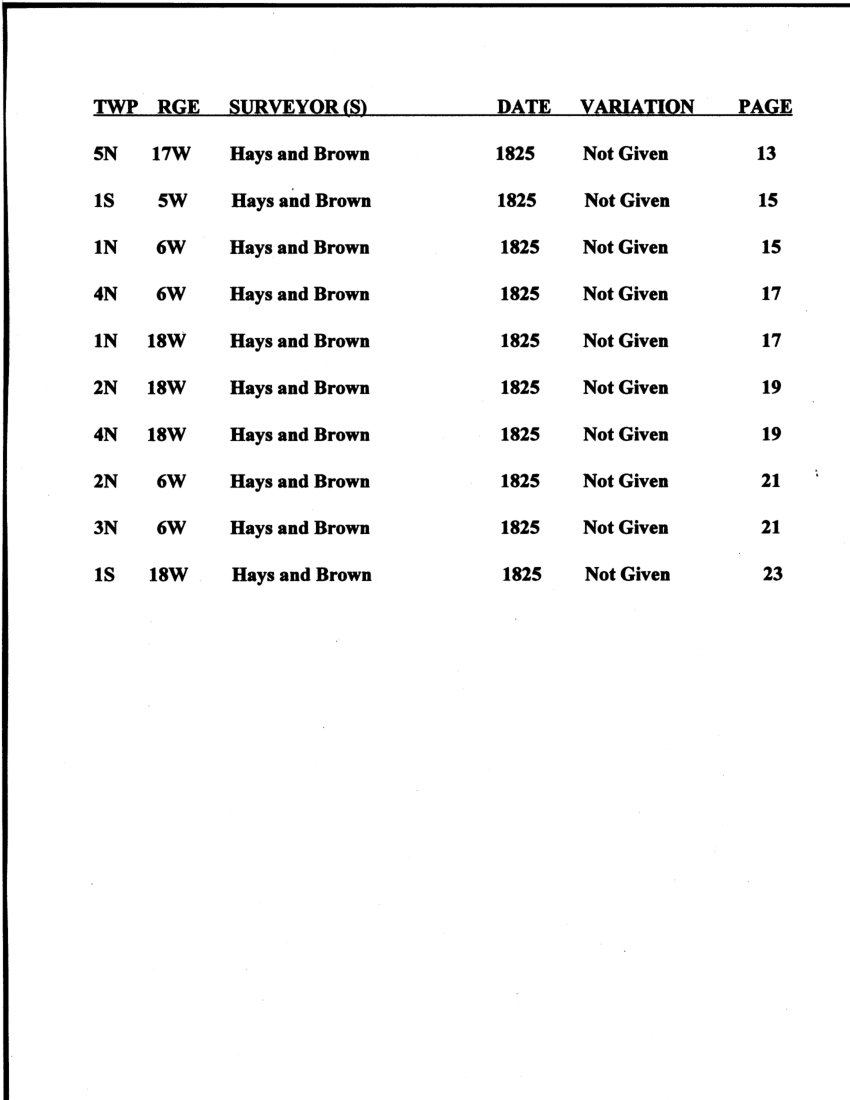 TWP RGE SURVEYOR (S) DATE VARIATION PAGE
5N 17W Hays and Brown 1825 Not Given 13
1S 5W Hays and Brown 1825 Not Given 15
1N 6W Hays and Brown 1825 Not Given 15
4N 6W Hays and Brown 1825 Not Given 17
1N 18W Hays and Brown 1825 Not Given 17
2N 18W Hays and Brown 1825 Not Given 19
4N 18W Hays and Brown 1825 Not Given 19
2N 6W Hays and Brown 1825 Not Given 21
3N 6W Hays and Brown 1825 Not Given 21
1S 18W Hays and Brown 1825 Not Given 23